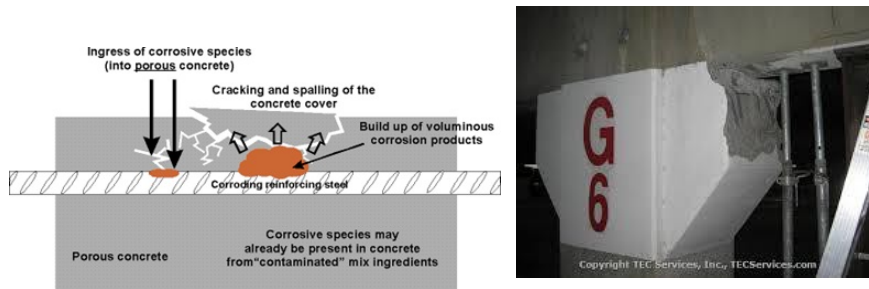 Ingress of corrosive species
(into porous concrete)
Cracking and spalling of the
concrete cover
Build up of voluminous
corrosion products
Corroding reinforcing steel
Porous concrete
Corrosive species may
already be present in concrete
from“contaminated” mix ingredients
G
6
Copyright TEC Services, Inc., TECServices.com